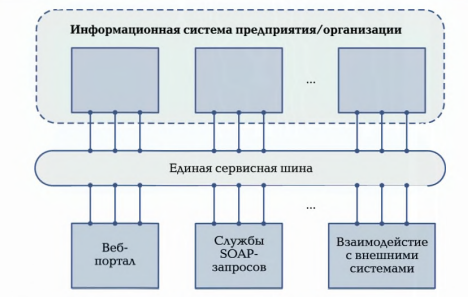 Информационная система предприятия/организации
...
Единая сервисная шина
...
Веб-
портал
Службы
SOAP-
запросов
Взаимодейстие
с внешними
системами